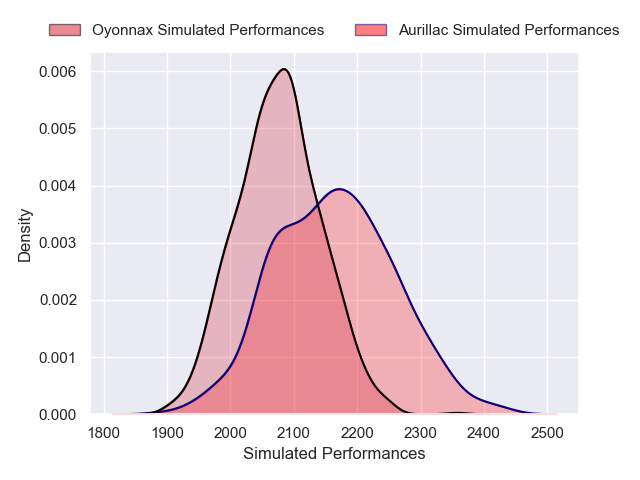 Oyonnax Simulated Performances Aurillac Simulated Performances
0.006
0.005
0.004
0.003
0.002
0.001
0.000
Density
1800 1900 2000 2100 2200 2300 2400 2500
Simulated Performances